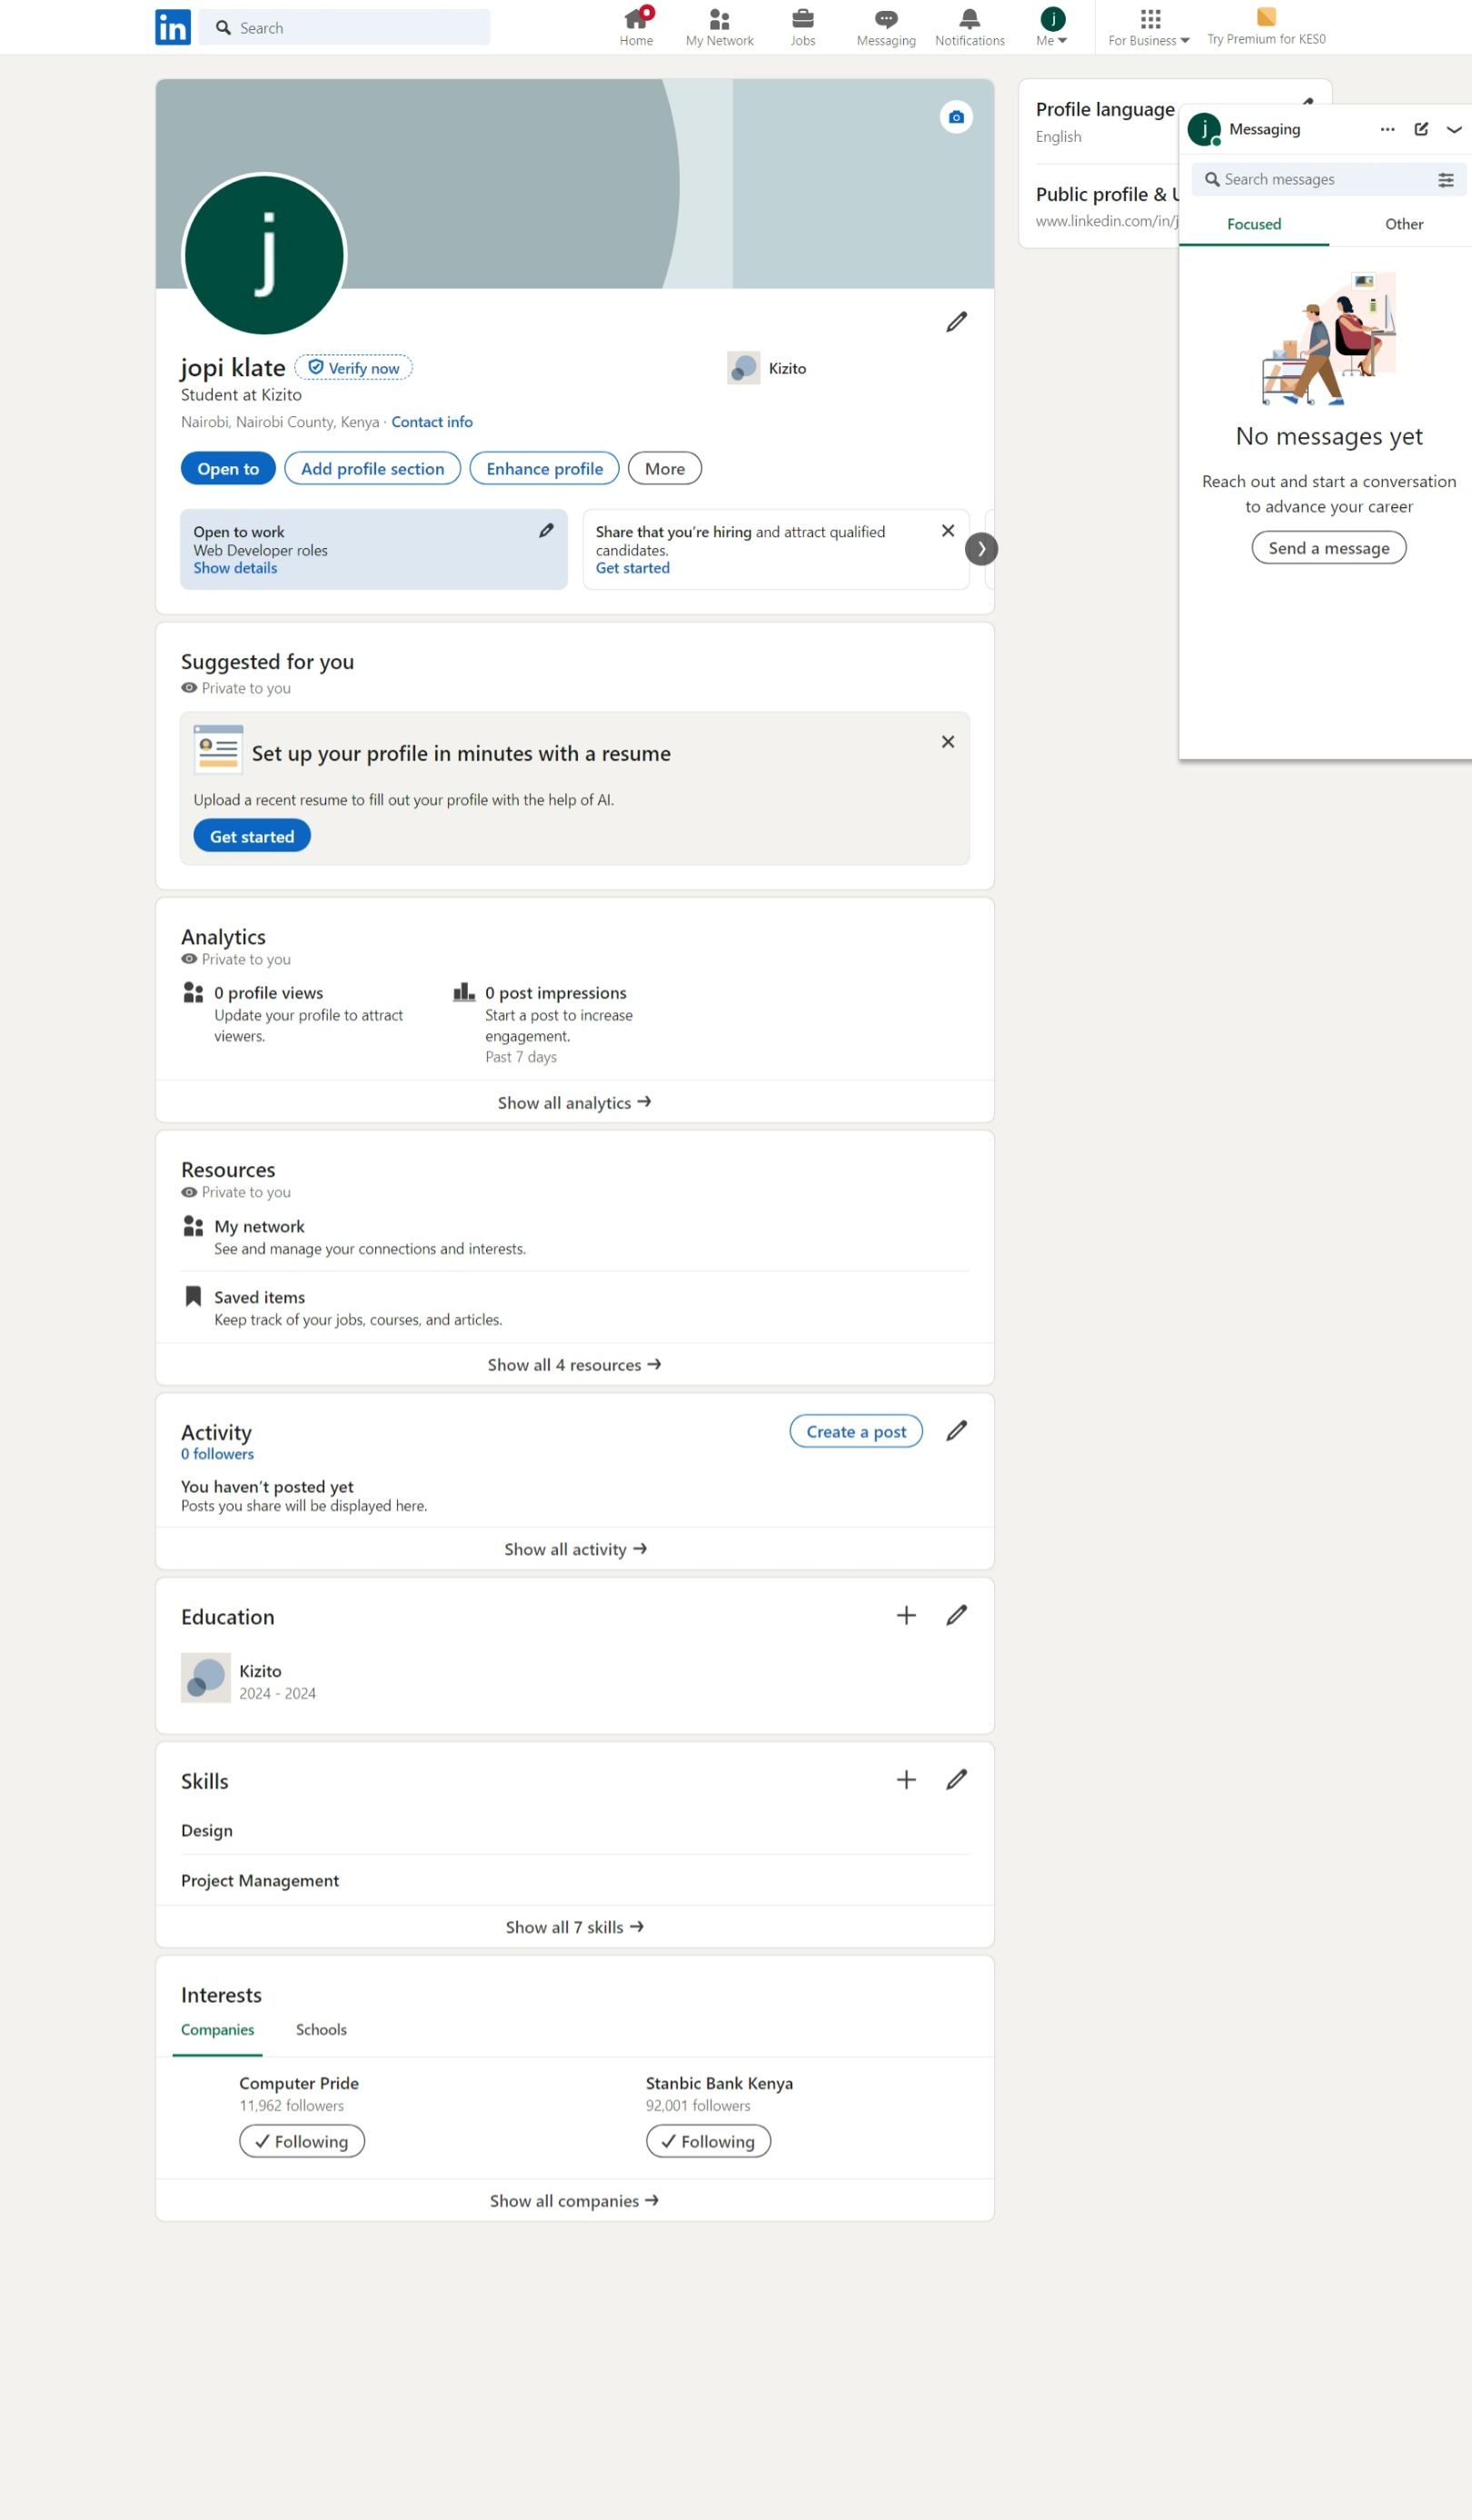 in
Search
Home
My Network
Jobs
Messaging
Notifications
j
Me
For Business
Try Premium for KES0
j
jopi klate
Verify now
Kizito
Student at Kizito
Nairobi, Nairobi County, Kenya · Contact info
Open to
Add profile section
Enhance profile
More
Open to work
Web Developer roles
Show details
Share that you're hiring and attract qualified
candidates.
Get started
Suggested for you
Private to you
Set up your profile in minutes with a resume
Upload a recent resume to fill out your profile with the help of AI.
Get started
Analytics
Private to you
0 profile views
Update your profile to attract
viewers.
0 post impressions
Start a post to increase
engagement.
Past 7 days
Show all analytics
Resources
Private to you
My network
See and manage your connections and interests.
Saved items
Keep track of your jobs, courses, and articles.
Show all 4 resources
Activity
0 followers
Create a post
You haven't posted yet
Posts you share will be displayed here.
Show all activity
Education
Kizito
2024 - 2024
Skills
Design
Project Management
Show all 7 skills
Interests
Companies
Schools
Computer Pride
11,962 followers
Following
Stanbic Bank Kenya
92,001 followers
Following
Show all companies
Profile language
English
Public profile &
www.linkedin.com/in/j
j
Messaging
Search messages
Focused
Other
No messages yet
Reach out and start a conversation
to advance your career
Send a message